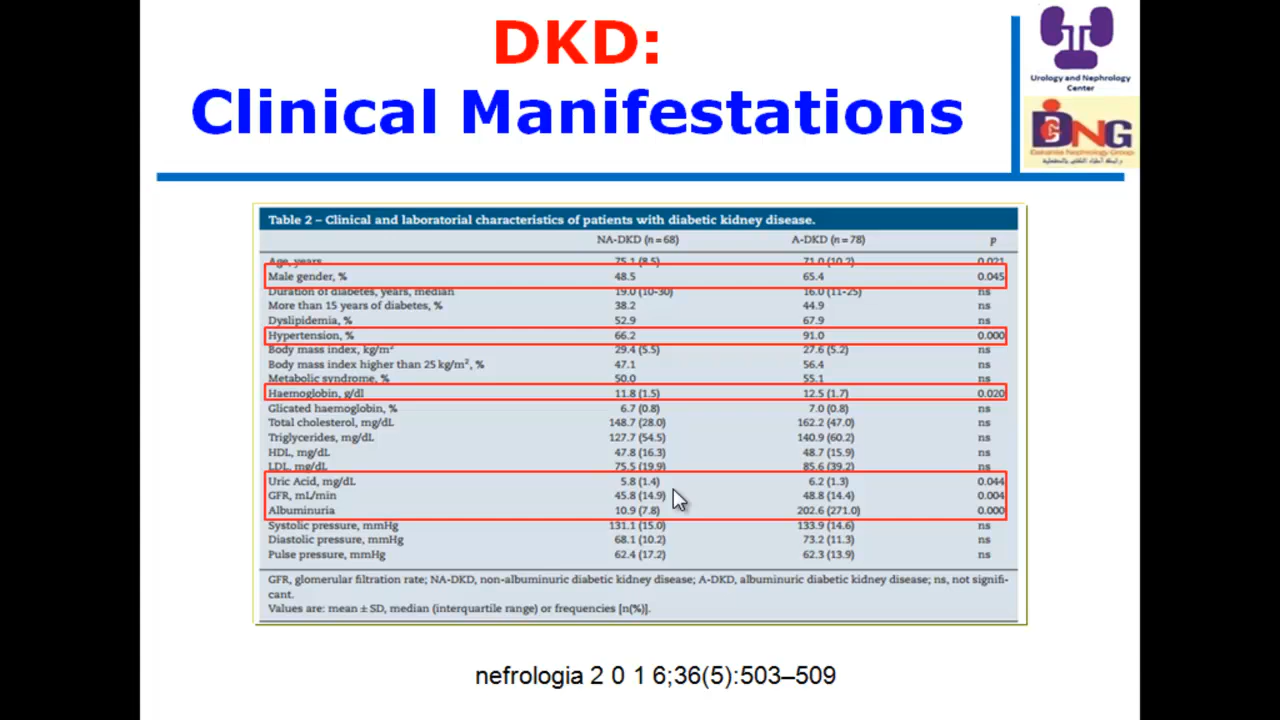 DKD:
Clinical Manifestations
Urology and Nephrology
Center
DNG
Dakahlia Nephrology Group
Table 2 – Clinical and laboratorial characteristics of patients with diabetic kidney disease.
NA-DKD (n = 68) A-DKD (n = 78) p
Age, years 75.1 (8.5) 71.0 (10.2) 0.021
Male gender, % 48.5 65.4 0.045
Duration of diabetes, years, median 19.0 (10-30) 16.0 (11-25) ns
More than 15 years of diabetes, % 38.2 44.9 ns
Dyslipidemia, % 52.9 67.9 ns
Hypertension, % 66.2 91.0 0.000
Body mass index, kg/m² 29.4 (5.5) 27.6 (5.2) ns
Body mass index higher than 25 kg/m², % 47.1 56.4 ns
Metabolic syndrome, % 50.0 55.1 ns
Haemoglobin, g/dl 11.8 (1.5) 12.5 (1.7) 0.020
Glicated haemoglobin, % 6.7 (0.8) 7.0 (0.8) ns
Total cholesterol, mg/dL 148.7 (28.0) 162.2 (47.0) ns
Triglycerides, mg/dL 127.7 (54.5) 140.9 (60.2) ns
HDL, mg/dL 47.8 (16.3) 48.7 (15.9) ns
LDL, mg/dL 75.5 (19.9) 85.6 (39.2) ns
Uric Acid, mg/dL 5.8 (1.4) 6.2 (1.3) 0.044
GFR, mL/min 45.8 (14.9) 48.8 (14.4) 0.004
Albuminuria 10.9 (7.8) 202.6 (271.0) 0.000
Systolic pressure, mmHg 131.1 (15.0) 133.9 (14.6) ns
Diastolic pressure, mmHg 68.1 (10.2) 73.2 (11.3) ns
Pulse pressure, mmHg 62.4 (17.2) 62.3 (13.9) ns
GFR, glomerular filtration rate; NA-DKD, non-albuminuric diabetic kidney disease; A-DKD, albuminuric diabetic kidney disease; ns, not signifi-
cant.
Values are: mean ± SD, median (interquartile range) or frequencies [n(%)].
nefrologia 2 0 1 6;36(5):503–509